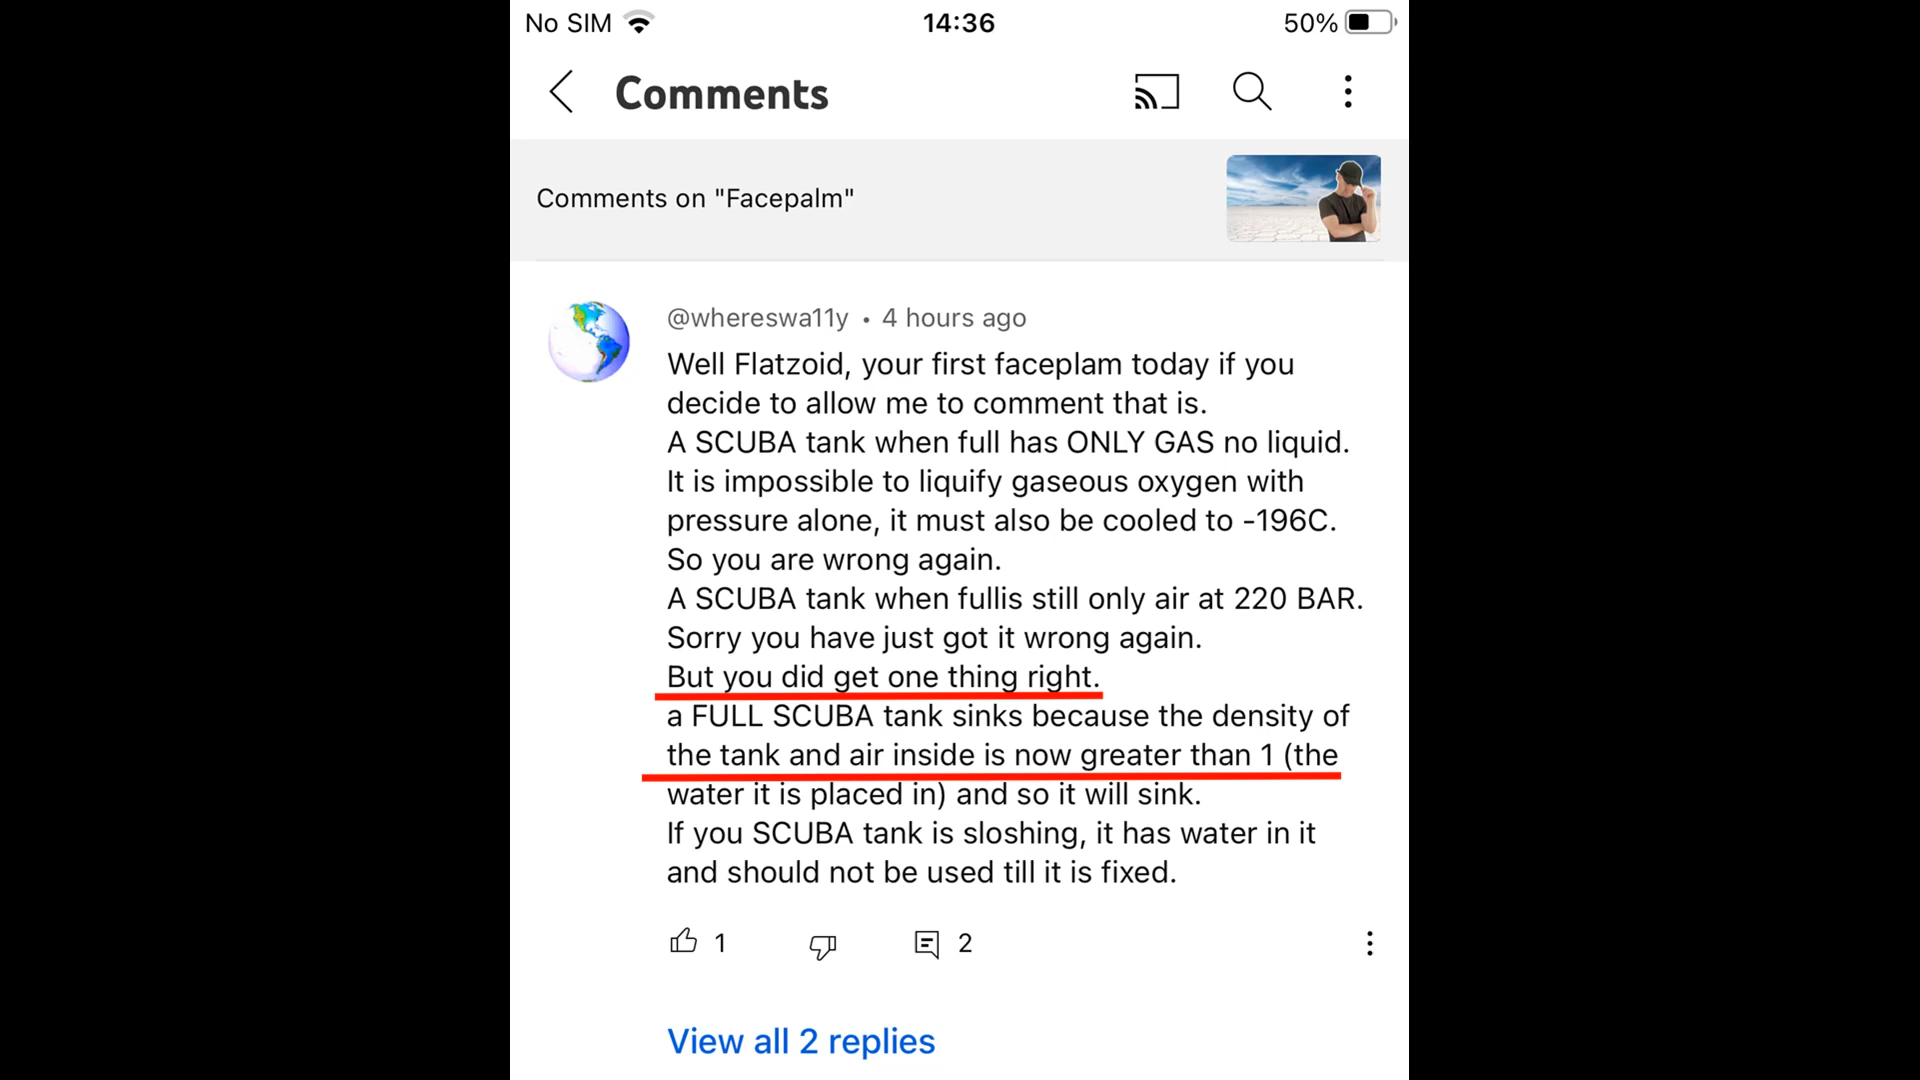 No SIM 14:36 50%
Comments
Comments on "Facepalm"
@whereswa11y • 4 hours ago
Well Flatzoid, your first faceplam today if you
decide to allow me to comment that is.
A SCUBA tank when full has ONLY GAS no liquid.
It is impossible to liquify gaseous oxygen with
pressure alone, it must also be cooled to -196C.
So you are wrong again.
A SCUBA tank when fullis still only air at 220 BAR.
Sorry you have just got it wrong again.
But you did get one thing right.
a FULL SCUBA tank sinks because the density of
the tank and air inside is now greater than 1 (the
water it is placed in) and so it will sink.
If you SCUBA tank is sloshing, it has water in it
and should not be used till it is fixed.
1 2
View all 2 replies